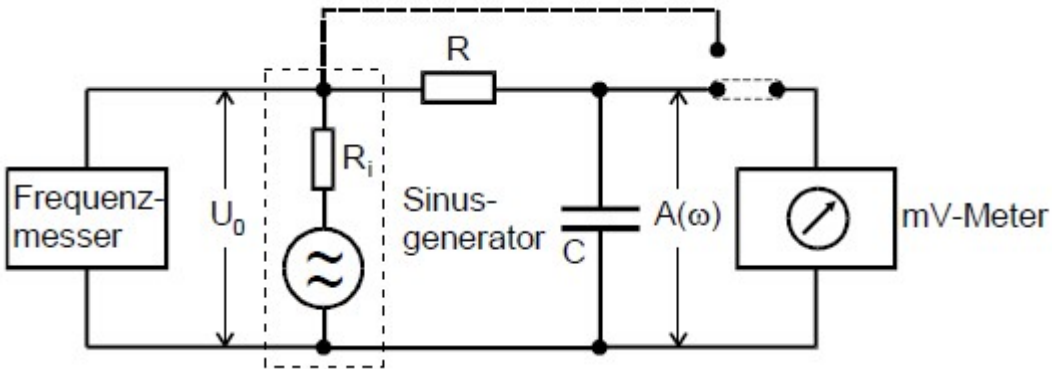 R
Frequenz-
messer
U₀
Rᵢ
Sinus-
generator
C
A(ω)
mV-Meter